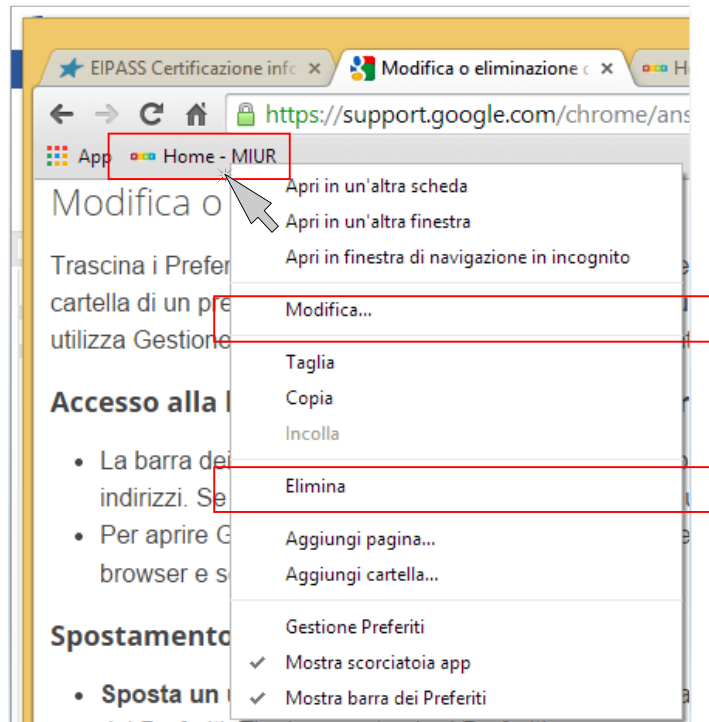 EIPASS Certificazione info
Modifica o eliminazione
H
https://support.google.com/chrome/ans
App
Home - MIUR
Modifica o
Apri in un'altra scheda
Apri in un'altra finestra
Trascina i Prefer
Apri in finestra di navigazione in incognito
cartella di un pre
Modifica...
utilizza Gestione
Taglia
Accesso alla
Copia
Incolla
La barra dei
Elimina
indirizzi. Se
Per aprire G
Aggiungi pagina...
browser e s
Aggiungi cartella...
Gestione Preferiti
Spostamento
Mostra scorciatoia app
Sposta un
Mostra barra dei Preferiti